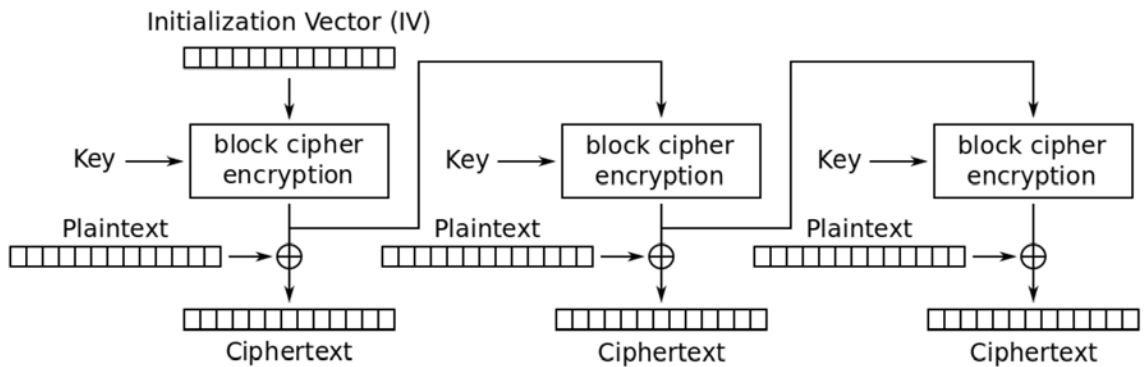 Initialization Vector (IV)
Key
block cipher
encryption
Key
block cipher
encryption
Key
block cipher
encryption
Plaintext
Plaintext
Plaintext
Ciphertext
Ciphertext
Ciphertext